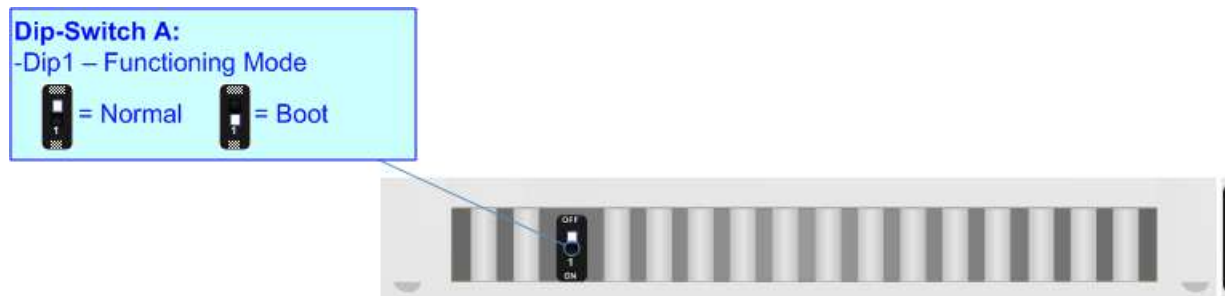 Dip-Switch A:
-Dip1 – Functioning Mode
1 = Normal 1 = Boot
OFF
1
ON